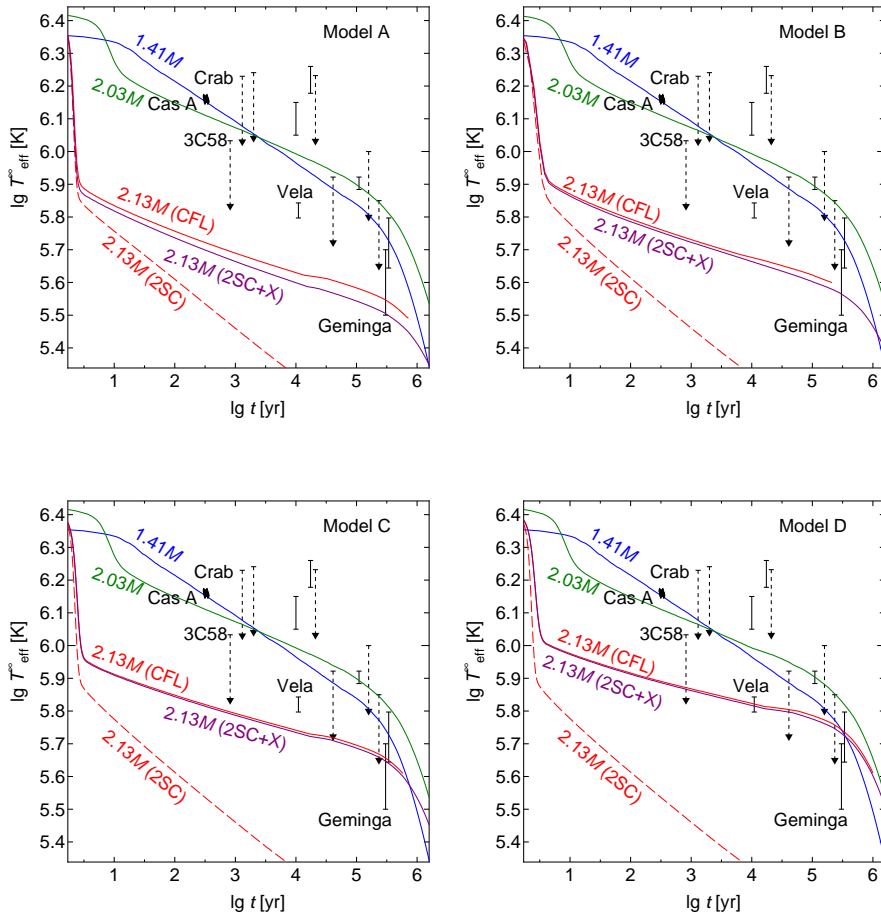 Model A
6.4
6.3
6.2
6.1
6.0
5.9
5.8
5.7
5.6
5.5
5.4
lg T∞eff [K]
1.41M
2.03M
Crab
Cas A
3C58
Vela
2.13M (CFL)
2.13M (2SC+X)
2.13M (2SC)
Geminga
1 2 3 4 5 6
lg t [yr]
Model B
6.4
6.3
6.2
6.1
6.0
5.9
5.8
5.7
5.6
5.5
5.4
lg T∞eff [K]
1.41M
2.03M
Crab
Cas A
3C58
Vela
2.13M (CFL)
2.13M (2SC+X)
2.13M (2SC)
Geminga
1 2 3 4 5 6
lg t [yr]
Model C
6.4
6.3
6.2
6.1
6.0
5.9
5.8
5.7
5.6
5.5
5.4
lg T∞eff [K]
1.41M
2.03M
Crab
Cas A
3C58
Vela
2.13M (CFL)
2.13M (2SC+X)
2.13M (2SC)
Geminga
1 2 3 4 5 6
lg t [yr]
Model D
6.4
6.3
6.2
6.1
6.0
5.9
5.8
5.7
5.6
5.5
5.4
lg T∞eff [K]
1.41M
2.03M
Crab
Cas A
3C58
Vela
2.13M (CFL)
2.13M (2SC+X)
2.13M (2SC)
Geminga
1 2 3 4 5 6
lg t [yr]